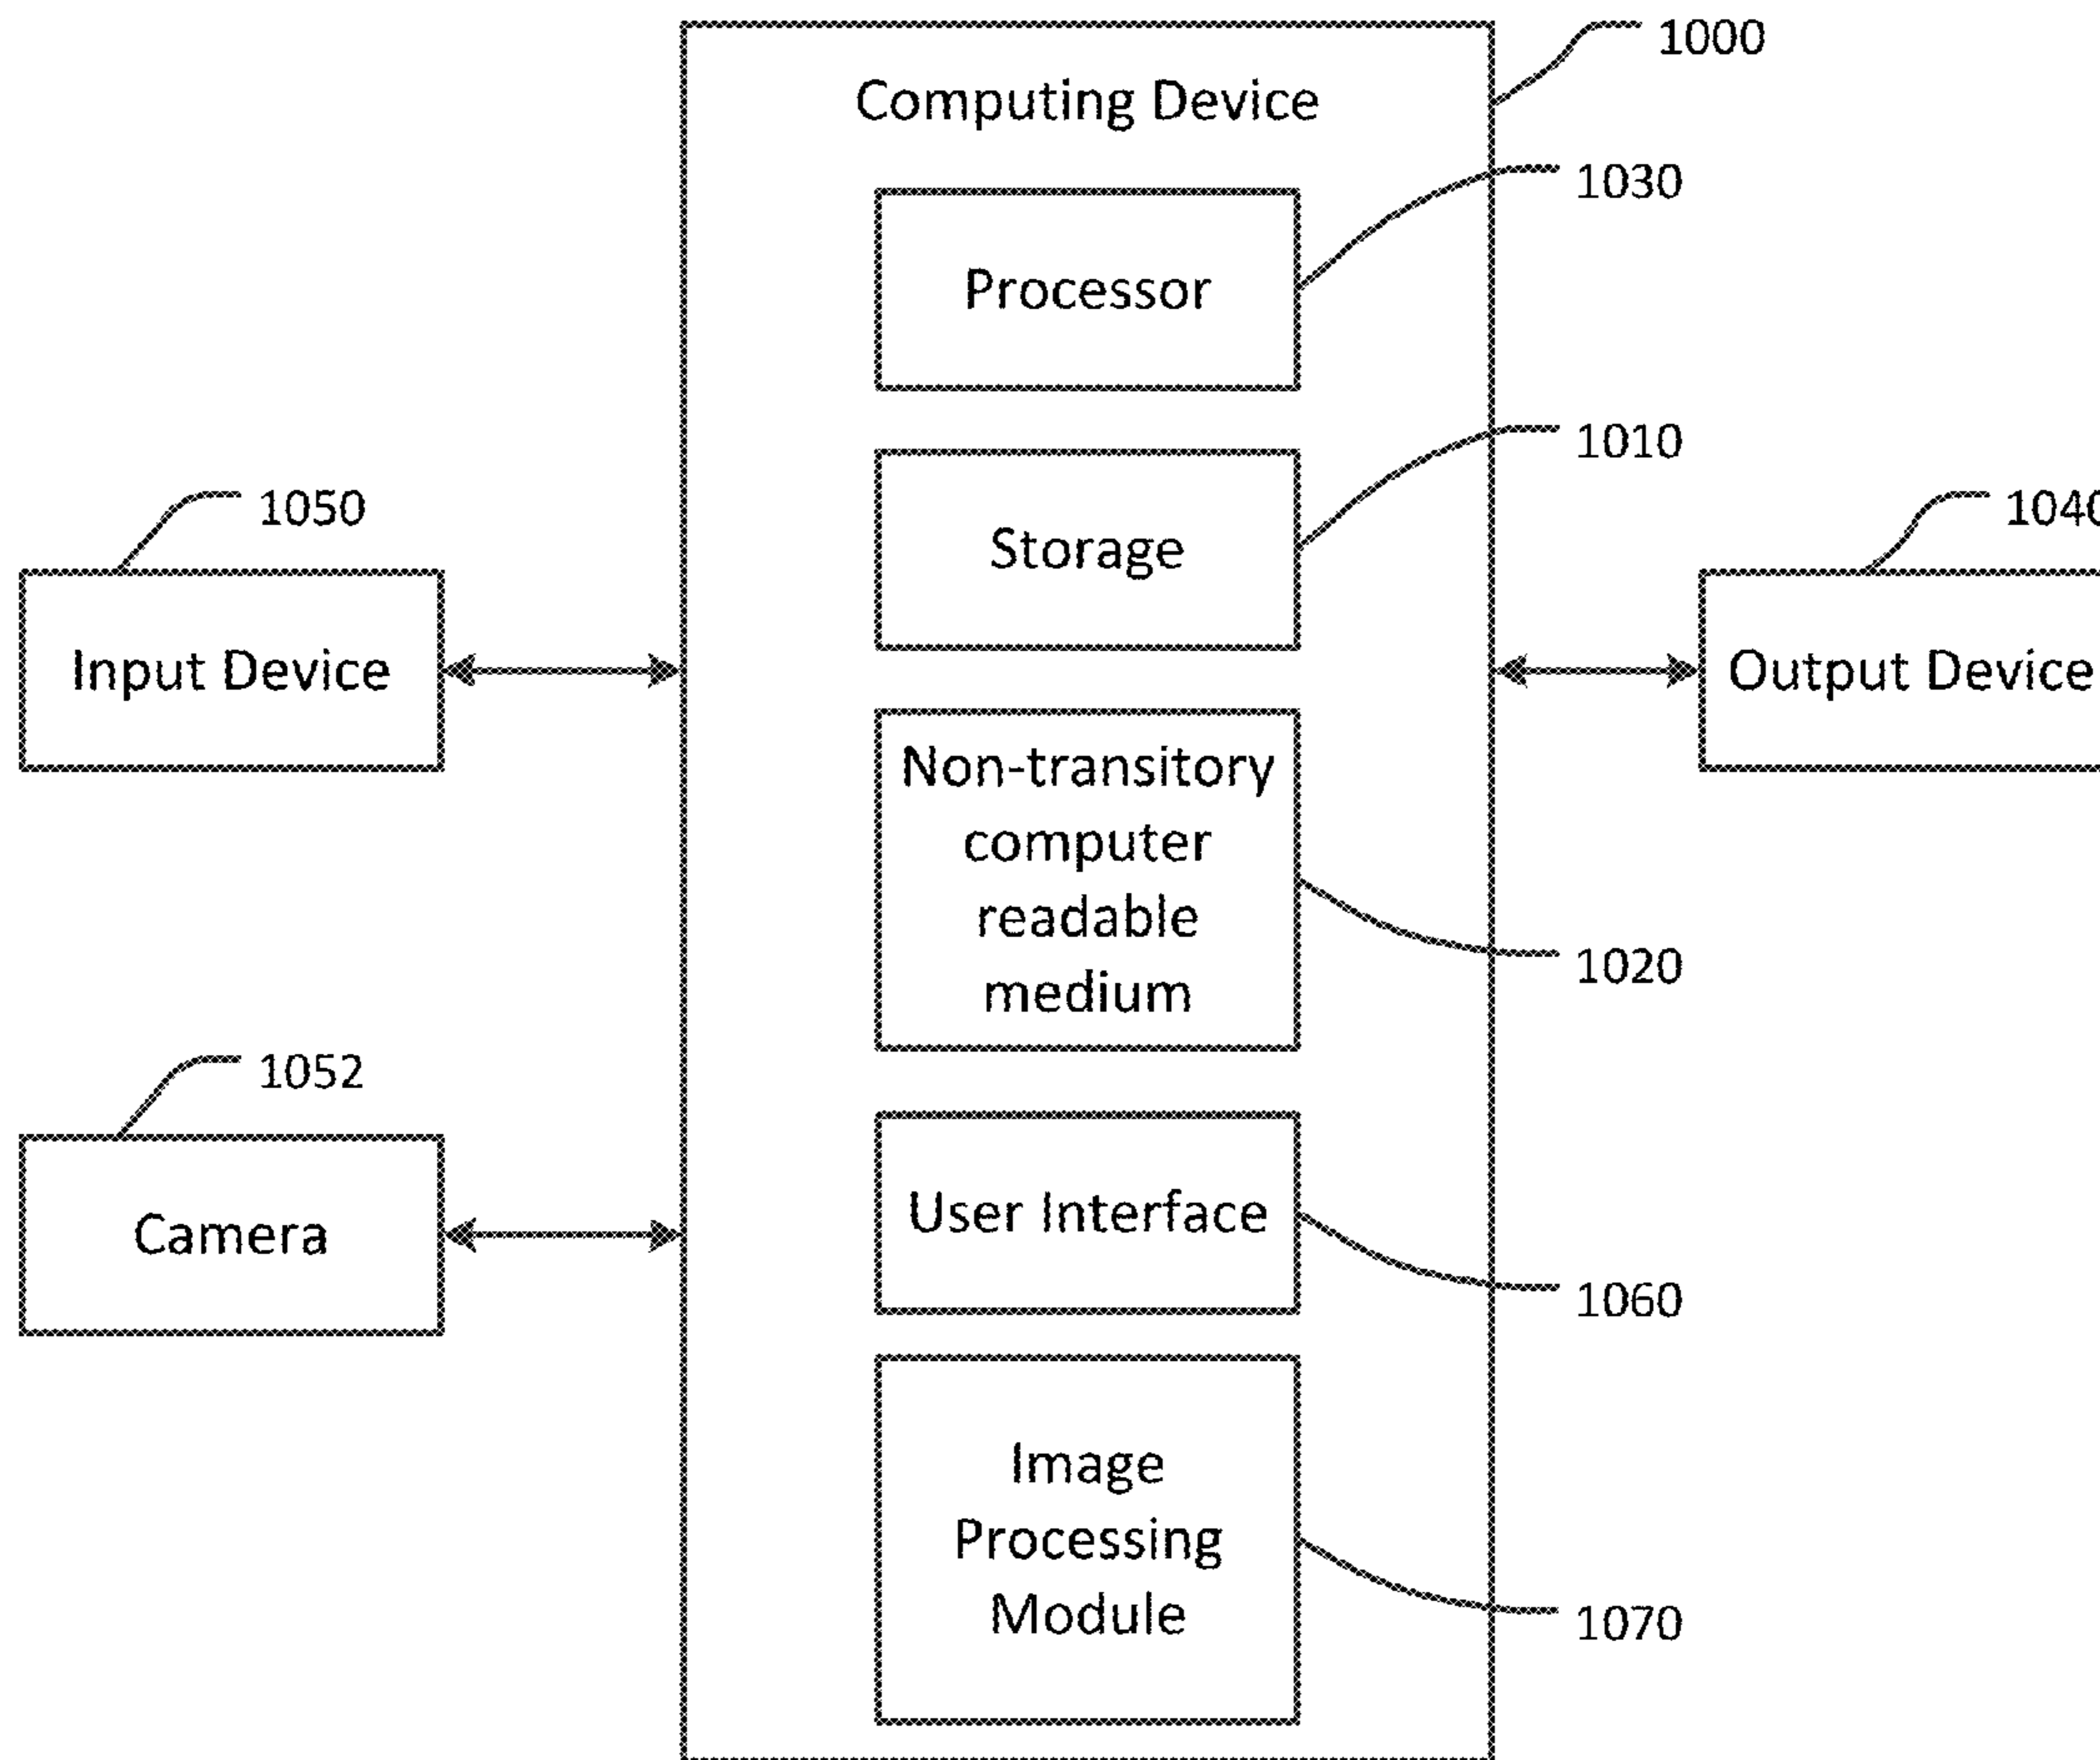 1000
Computing Device
1030
Processor
1010
Storage
1050
Input Device
1040
Output Device
Non-transitory
computer
readable
medium
1020
1052
Camera
User Interface
1060
Image
Processing
Module
1070